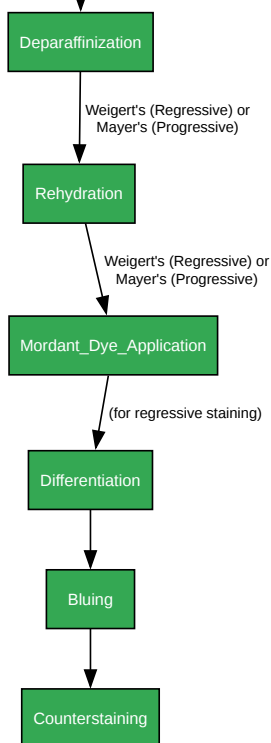 Deparaffinization
Weigert's (Regressive) or
Mayer's (Progressive)
Rehydration
Weigert's (Regressive) or
Mayer's (Progressive)
Mordant_Dye_Application
(for regressive staining)
Differentiation
Bluing
Counterstaining